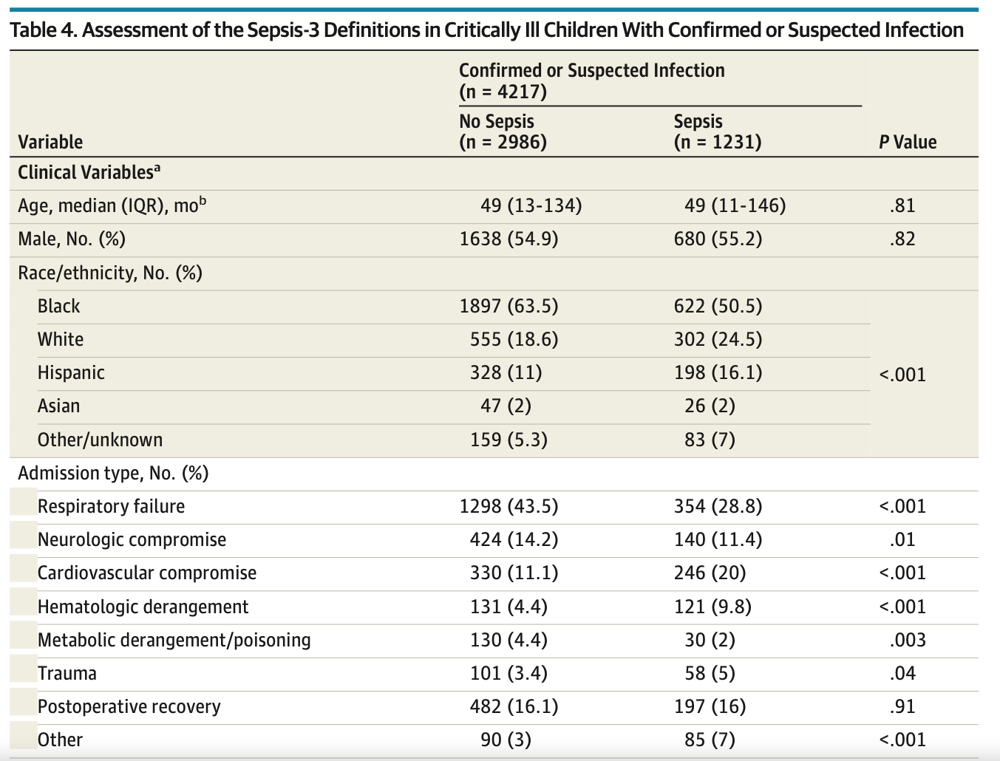 Table 4. Assessment of the Sepsis-3 Definitions in Critically Ill Children With Confirmed or Suspected Infection
Confirmed or Suspected Infection
(n = 4217)
No Sepsis Sepsis
Variable (n = 2986) (n = 1231) P Value
Clinical Variablesᵃ
Age, median (IQR), moᵇ 49 (13-134) 49 (11-146) .81
Male, No. (%) 1638 (54.9) 680 (55.2) .82
Race/ethnicity, No. (%)
Black 1897 (63.5) 622 (50.5)
White 555 (18.6) 302 (24.5)
Hispanic 328 (11) 198 (16.1) <.001
Asian 47 (2) 26 (2)
Other/unknown 159 (5.3) 83 (7)
Admission type, No. (%)
Respiratory failure 1298 (43.5) 354 (28.8) <.001
Neurologic compromise 424 (14.2) 140 (11.4) .01
Cardiovascular compromise 330 (11.1) 246 (20) <.001
Hematologic derangement 131 (4.4) 121 (9.8) <.001
Metabolic derangement/poisoning 130 (4.4) 30 (2) .003
Trauma 101 (3.4) 58 (5) .04
Postoperative recovery 482 (16.1) 197 (16) .91
Other 90 (3) 85 (7) <.001